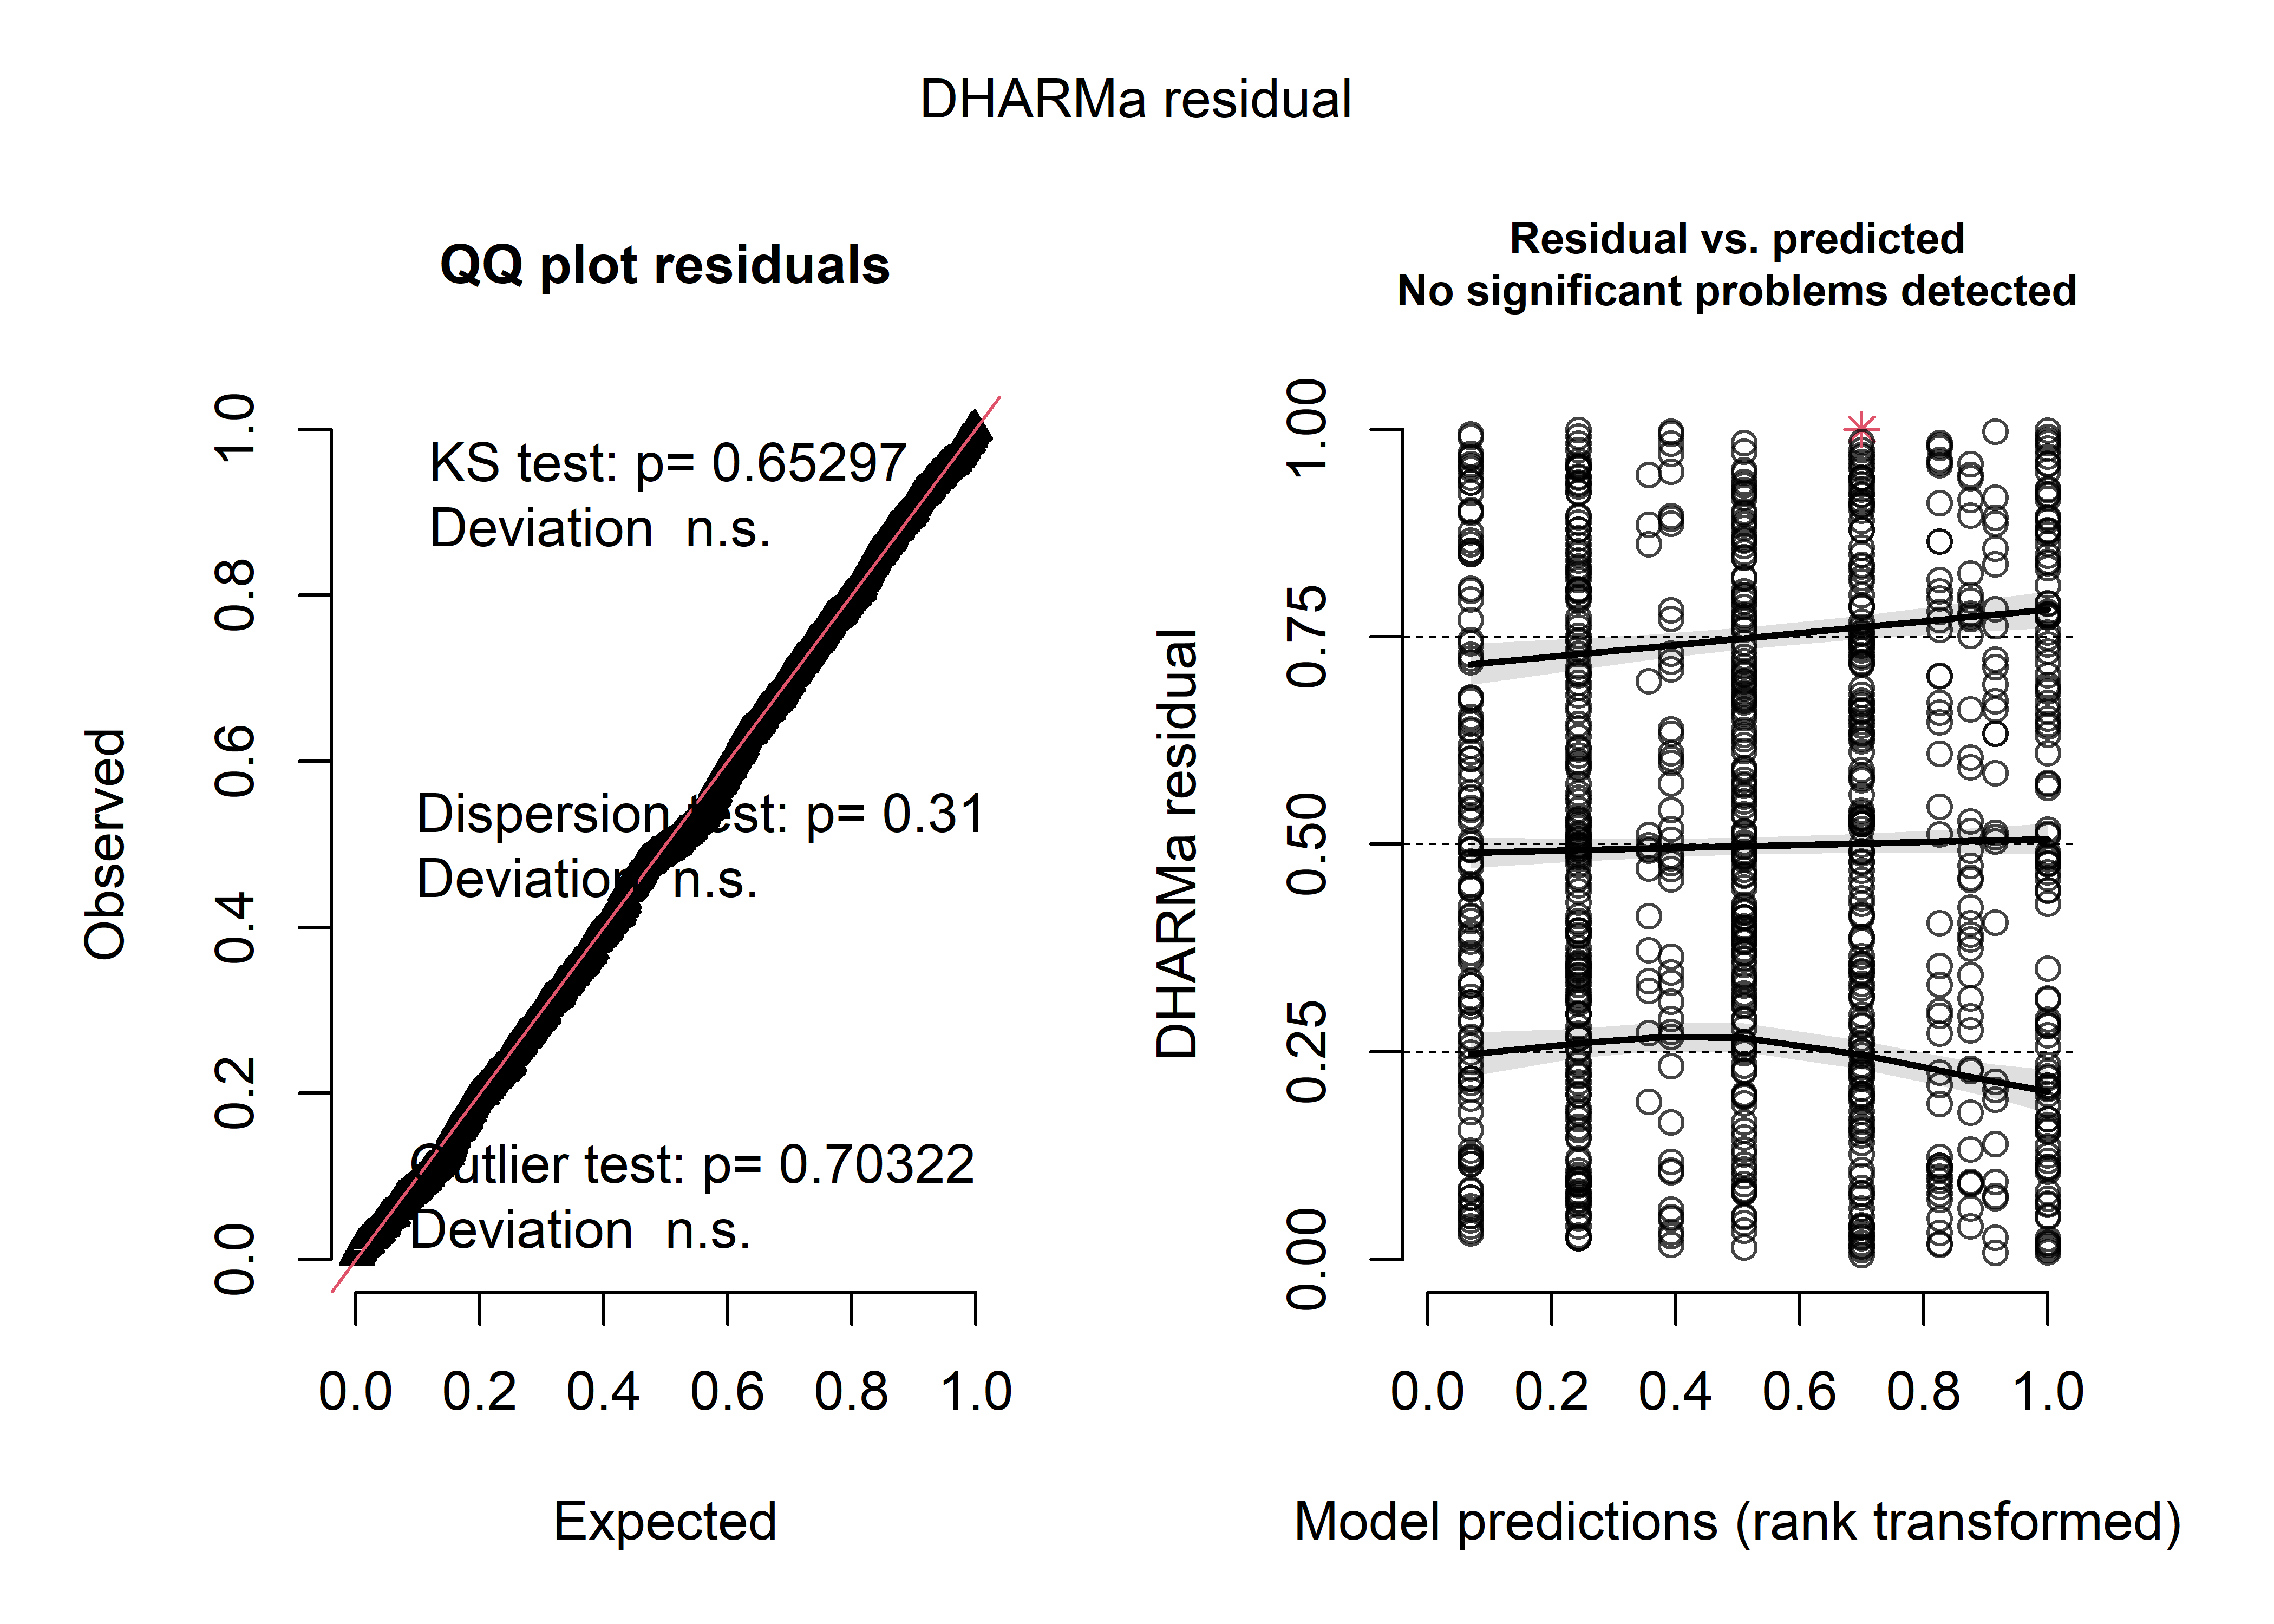 DHARMa residual
QQ plot residuals
KS test: p= 0.65297
Deviation  n.s.
Dispersion test: p= 0.31
Deviation  n.s.
Outlier test: p= 0.70322
Deviation  n.s.
Observed
0.0 0.2 0.4 0.6 0.8 1.0
0.0 0.2 0.4 0.6 0.8 1.0
Expected
Residual vs. predicted
No significant problems detected
DHARMa residual
0.00 0.25 0.50 0.75 1.00
0.0 0.2 0.4 0.6 0.8 1.0
Model predictions (rank transformed)